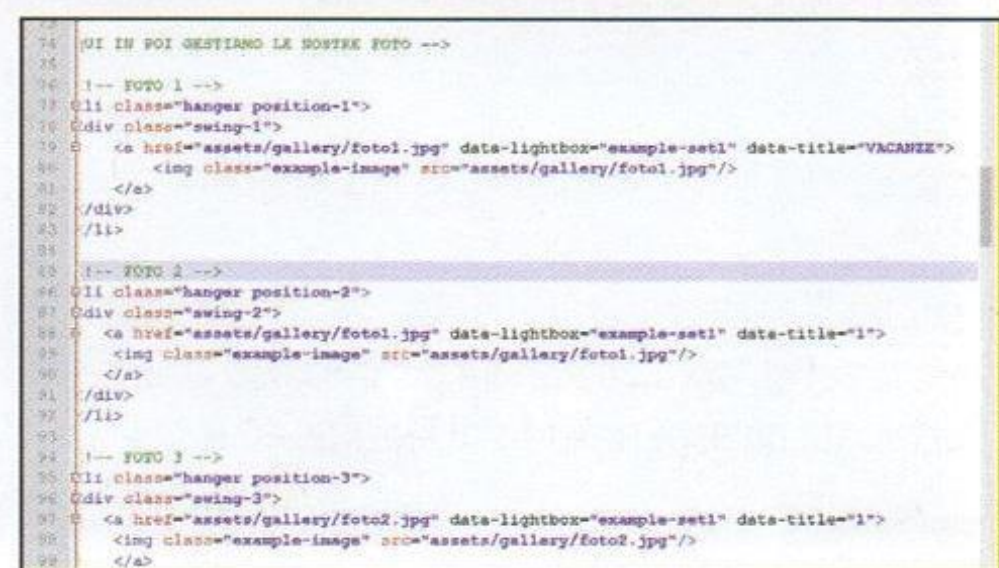 74 UI IN POI GESTIAMO LE NOSTRE FOTO -->
75
76 !-- FOTO 1 -->
77 li class="hanger position-1">
78 div class="swing-1">
79 <a href="assets/gallery/foto1.jpg" data-lightbox="example-set1" data-title="VACANZE">
80 <img class="example-image" src="assets/gallery/foto1.jpg"/>
81 </a>
82 /div>
83 /li>
84
85 !-- FOTO 2 -->
86 li class="hanger position-2">
87 div class="swing-2">
88 <a href="assets/gallery/foto1.jpg" data-lightbox="example-set1" data-title="1">
89 <img class="example-image" src="assets/gallery/foto1.jpg"/>
90 </a>
91 /div>
92 /li>
93
94 !-- FOTO 3 -->
95 li class="hanger position-3">
96 div class="swing-3">
97 <a href="assets/gallery/foto2.jpg" data-lightbox="example-set1" data-title="1">
98 <img class="example-image" src="assets/gallery/foto2.jpg"/>
99 </a>